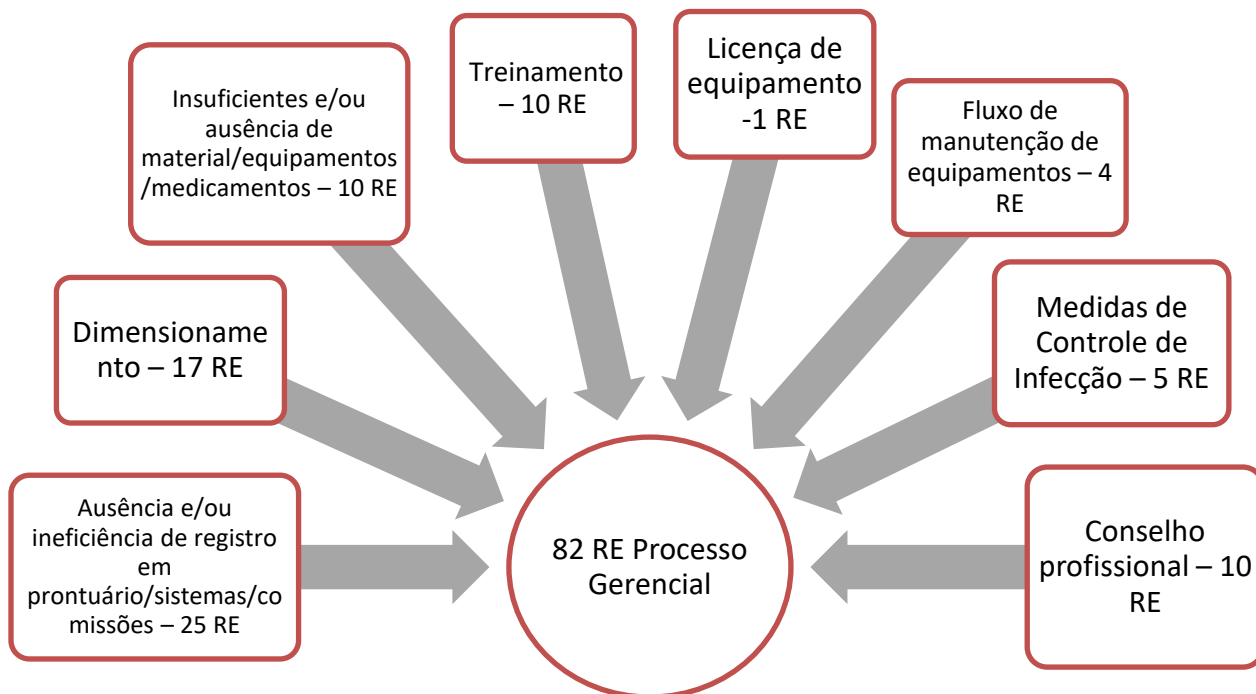 Ausência e/ou
ineficiência de registro
em
prontuário/sistemas/co
missões – 25 RE
Dimensioname
nto – 17 RE
Insuficientes e/ou
ausência de
material/equipamentos
/medicamentos – 10 RE
Treinamento
– 10 RE
Licença de
equipamento
-1 RE
Fluxo de
manutenção de
equipamentos – 4
RE
Medidas de
Controle de
Infecção – 5 RE
Conselho
profissional – 10
RE
82 RE Processo
Gerencial